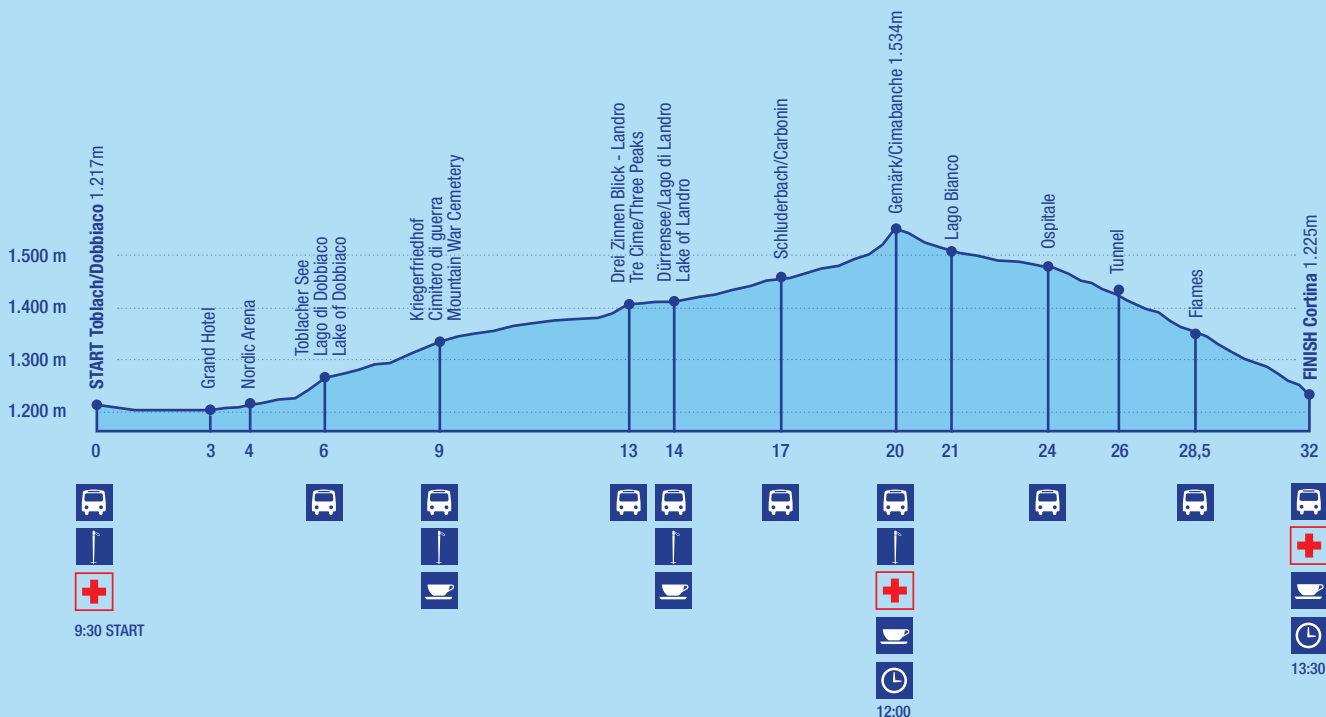 START Toblach/Dobbiaco 1.217m
Grand Hotel
Nordic Arena
Toblacher See
Lago di Dobbiaco
Lake of Dobbiaco
Kriegerfriedhof
Cimitero di guerra
Mountain War Cemetery
Drei Zinnen Blick - Landro
Tre Cime/Three Peaks
Dürrensee/Lago di Landro
Lake of Landro
Schluderbach/Carbonin
Gemärk/Cimabanche 1.534m
Lago Bianco
Ospitale
Tunnel
Fiames
FINISH Cortina 1.225m
1.500 m
1.400 m
1.300 m
1.200 m
0 3 4 6 9 13 14 17 20 21 24 26 28,5 32
9:30 START
12:00
13:30